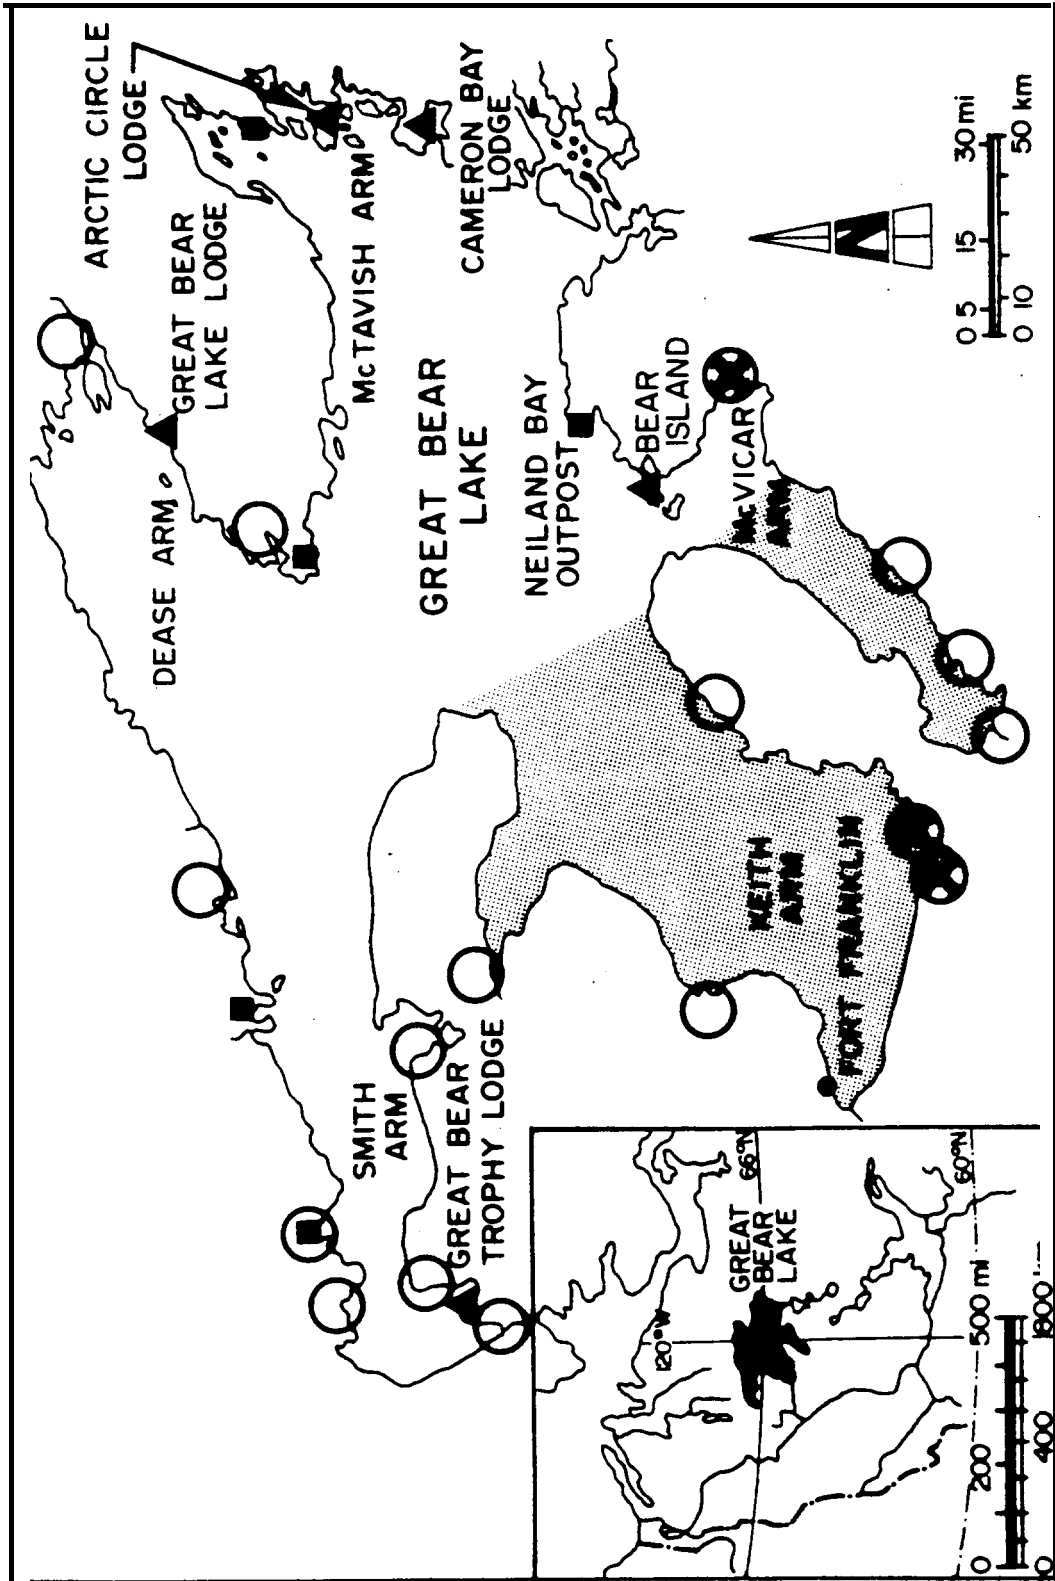 ARCTIC CIRCLE
LODGE
GREAT BEAR
LAKE LODGE
McTAVISH ARM
CAMERON BAY
LODGE
DEASE ARM
GREAT BEAR
LAKE
NEILAND BAY
OUTPOST
BEAR
ISLAND
McVICAR
ARM
SMITH
ARM
GREAT BEAR
TROPHY LODGE
KEITH
ARM
FORT FRANKLIN
N
0 5 15 30 mi
0 10 50 km
GREAT
BEAR
LAKE
66°N
120°W
60°N
0 200 500 mi
0 400 800